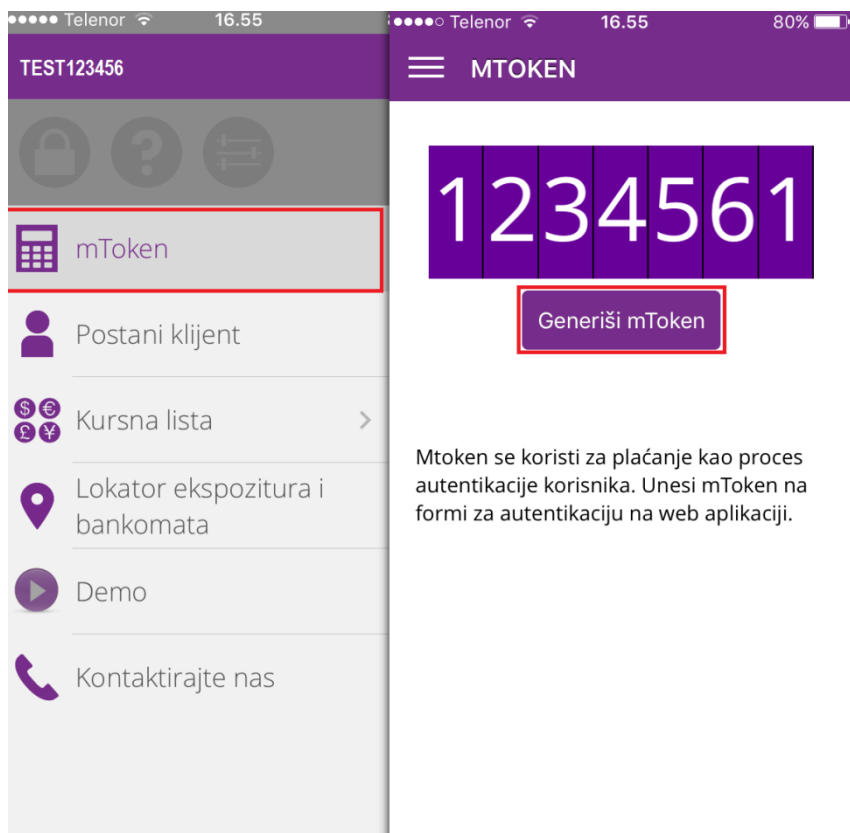 Telenor 16.55
TEST123456
?
mToken
Postani klijent
$ €
£ ¥
Kursna lista
Lokator ekspozitura i
bankomata
Demo
Kontaktirajte nas
Telenor 16.55 80%
MTOKEN
1234561
Generiši mToken
Mtoken se koristi za plaćanje kao proces
autentikacije korisnika. Unesi mToken na
formi za autentikaciju na web aplikaciji.